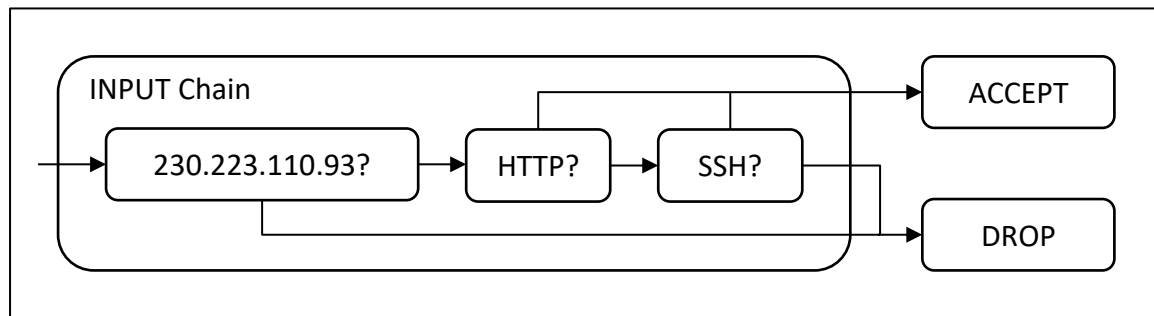 INPUT Chain
ACCEPT
230.223.110.93?
HTTP?
SSH?
DROP